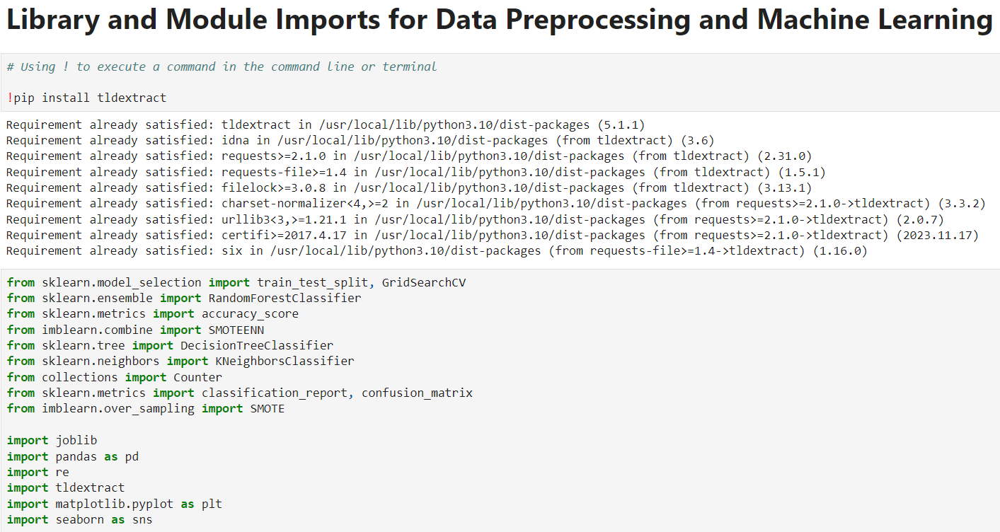 Library and Module Imports for Data Preprocessing and Machine Learning
# Using ! to execute a command in the command line or terminal
!pip install tldextract
Requirement already satisfied: tldextract in /usr/local/lib/python3.10/dist-packages (5.1.1)
Requirement already satisfied: idna in /usr/local/lib/python3.10/dist-packages (from tldextract) (3.6)
Requirement already satisfied: requests>=2.1.0 in /usr/local/lib/python3.10/dist-packages (from tldextract) (2.31.0)
Requirement already satisfied: requests-file>=1.4 in /usr/local/lib/python3.10/dist-packages (from tldextract) (1.5.1)
Requirement already satisfied: filelock>=3.0.8 in /usr/local/lib/python3.10/dist-packages (from tldextract) (3.13.1)
Requirement already satisfied: charset-normalizer<4,>=2 in /usr/local/lib/python3.10/dist-packages (from requests>=2.1.0->tldextract) (3.3.2)
Requirement already satisfied: urllib3<3,>=1.21.1 in /usr/local/lib/python3.10/dist-packages (from requests>=2.1.0->tldextract) (2.0.7)
Requirement already satisfied: certifi>=2017.4.17 in /usr/local/lib/python3.10/dist-packages (from requests>=2.1.0->tldextract) (2023.11.17)
Requirement already satisfied: six in /usr/local/lib/python3.10/dist-packages (from requests-file>=1.4->tldextract) (1.16.0)
from sklearn.model_selection import train_test_split, GridSearchCV
from sklearn.ensemble import RandomForestClassifier
from sklearn.metrics import accuracy_score
from imblearn.combine import SMOTEENN
from sklearn.tree import DecisionTreeClassifier
from sklearn.neighbors import KNeighborsClassifier
from collections import Counter
from sklearn.metrics import classification_report, confusion_matrix
from imblearn.over_sampling import SMOTE
import joblib
import pandas as pd
import re
import tldextract
import matplotlib.pyplot as plt
import seaborn as sns